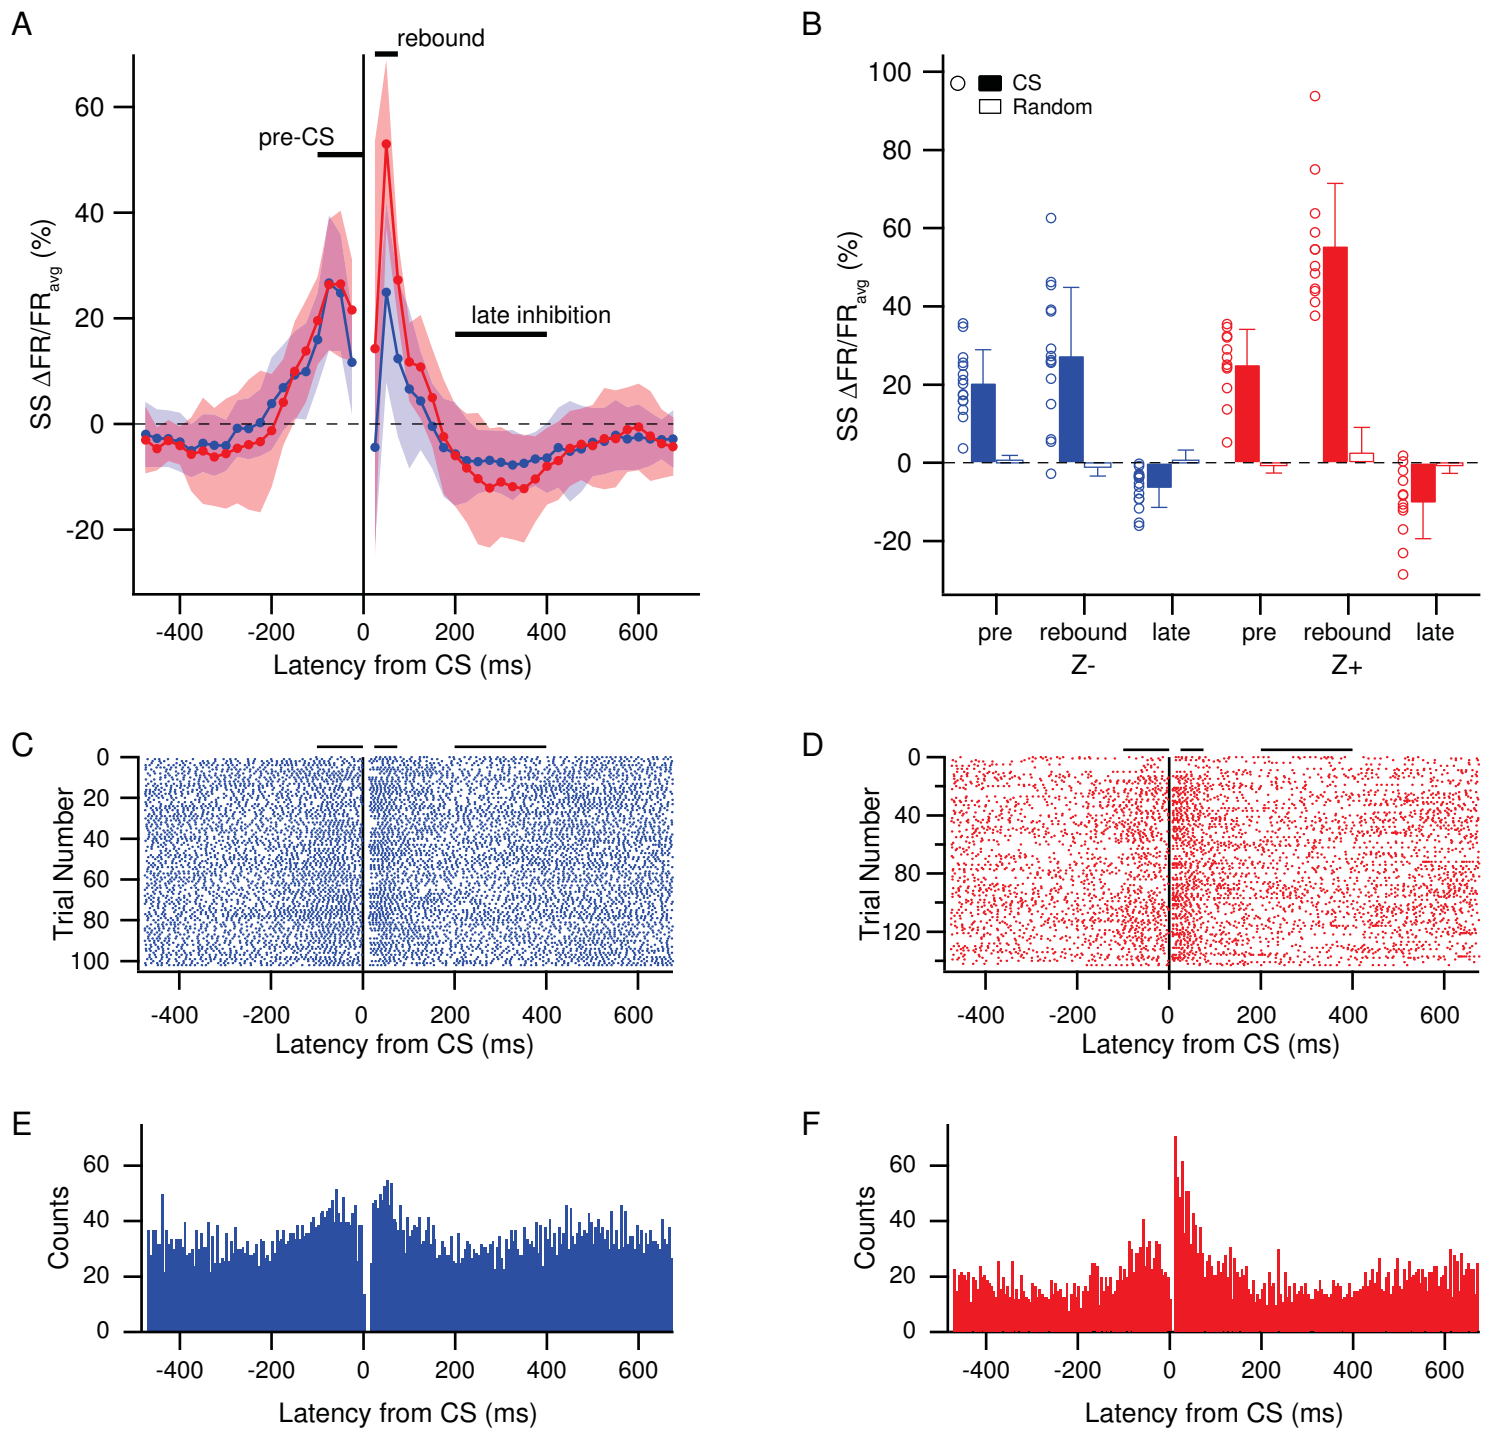 A
rebound
pre-CS
late inhibition
SS ΔFR/FRavg (%)
60
40
20
0
-20
-400 -200 0 200 400 600
Latency from CS (ms)
B
CS
Random
SS ΔFR/FRavg (%)
100
80
60
40
20
0
-20
pre rebound late pre rebound late
Z- Z+
C
Trial Number
0
20
40
60
80
100
-400 -200 0 200 400 600
Latency from CS (ms)
D
Trial Number
0
40
80
120
-400 -200 0 200 400 600
Latency from CS (ms)
E
Counts
60
40
20
0
-400 -200 0 200 400 600
Latency from CS (ms)
F
Counts
60
40
20
0
-400 -200 0 200 400 600
Latency from CS (ms)